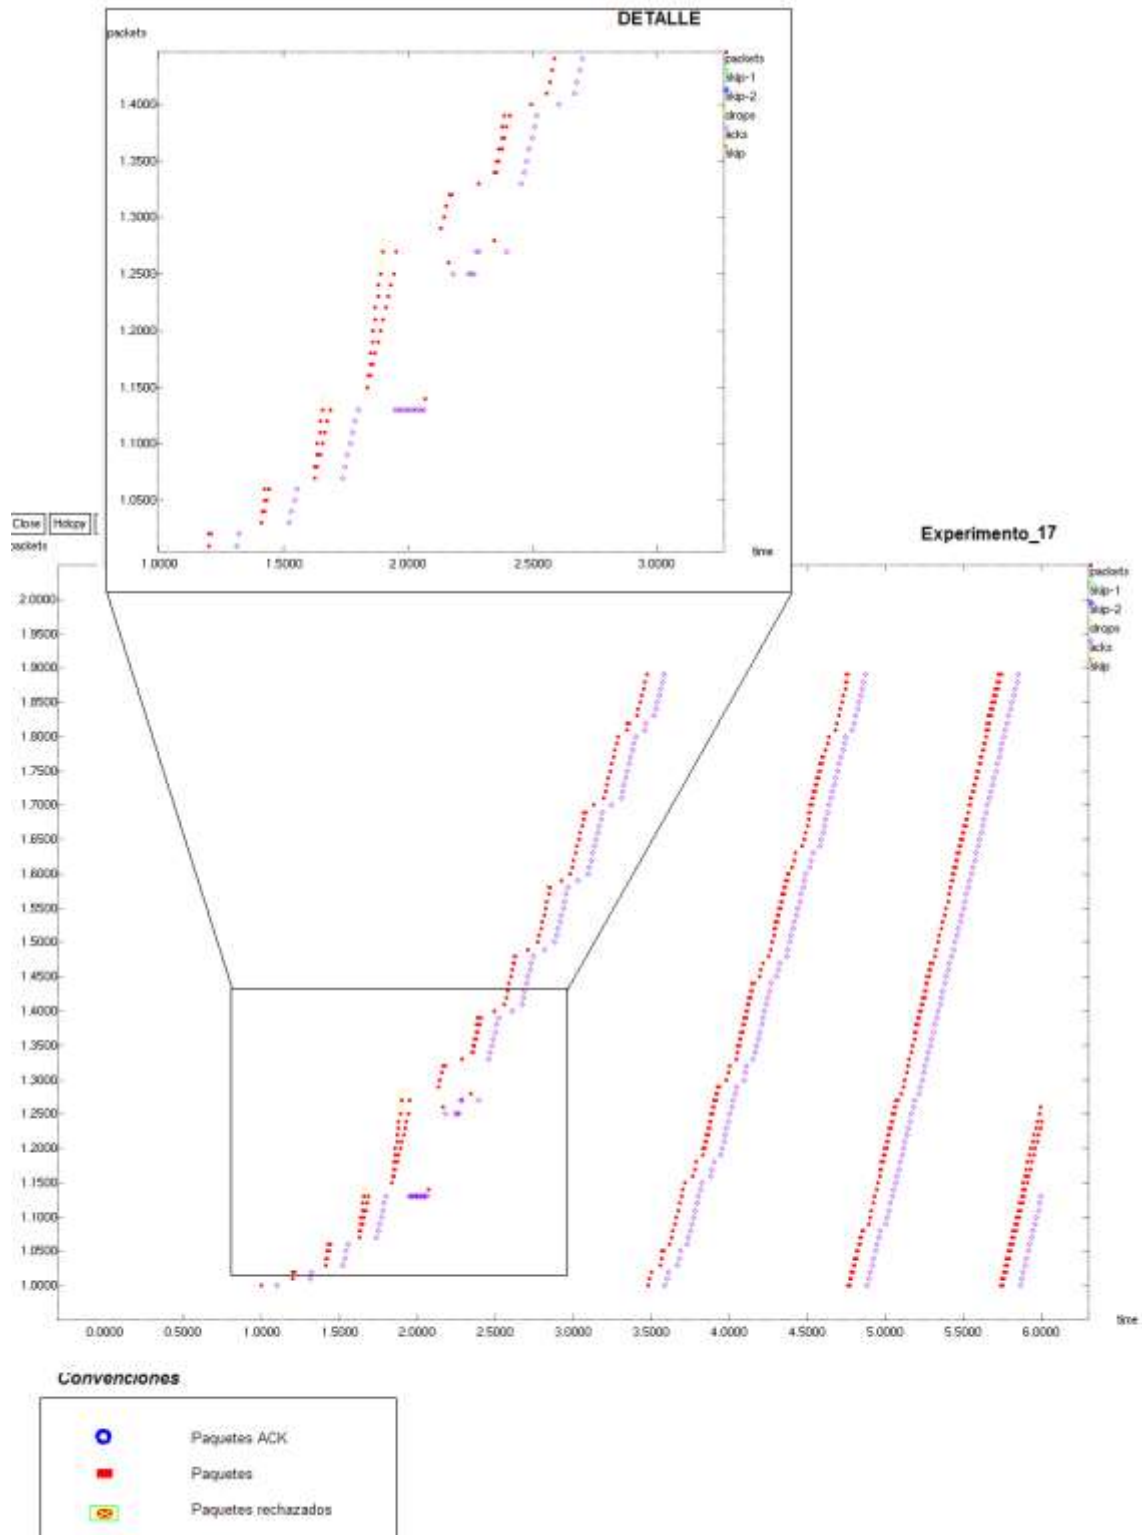 DETALLE
packets
packets
skip-1
skip-2
drops
acks
skip
1.4000
1.3500
1.3000
1.2500
1.2000
1.1500
1.1000
1.0500
1.0000 1.5000 2.0000 2.5000 3.0000
time
Close Hdcpy
packets
Experimento_17
packets
skip-1
skip-2
drops
acks
skip
2.0000
1.9500
1.9000
1.8500
1.8000
1.7500
1.7000
1.6500
1.6000
1.5500
1.5000
1.4500
1.4000
1.3500
1.3000
1.2500
1.2000
1.1500
1.1000
1.0500
1.0000
0.0000 0.5000 1.0000 1.5000 2.0000 2.5000 3.0000 3.5000 4.0000 4.5000 5.0000 5.5000 6.0000
time
Convenciones
Paquetes ACK
Paquetes
Paquetes rechazados